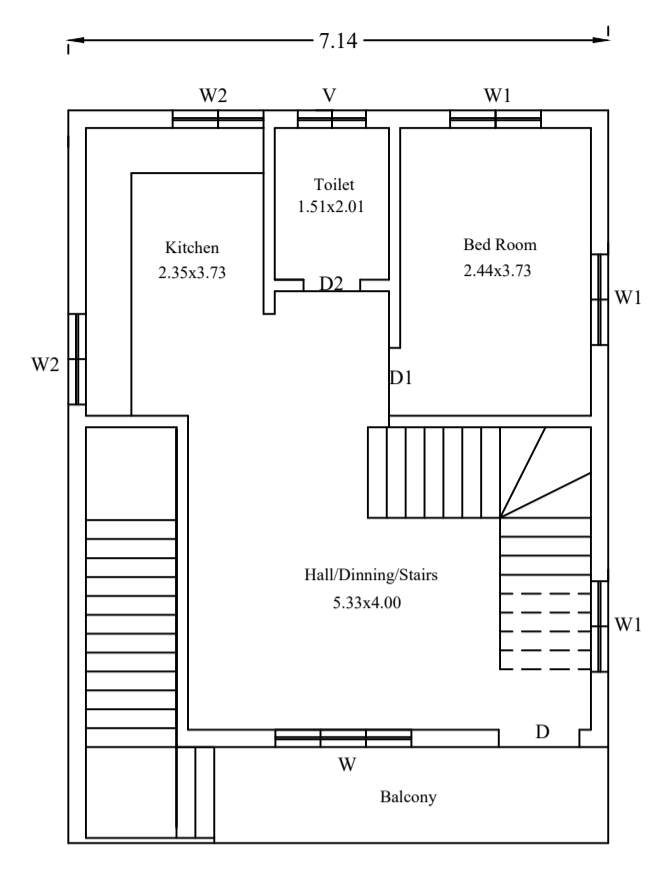 7.14
W2
V
W1
Toilet
1.51x2.01
Kitchen
2.35x3.73
Bed Room
2.44x3.73
D2
W1
W2
D1
Hall/Dinning/Stairs
5.33x4.00
W1
D
W
Balcony